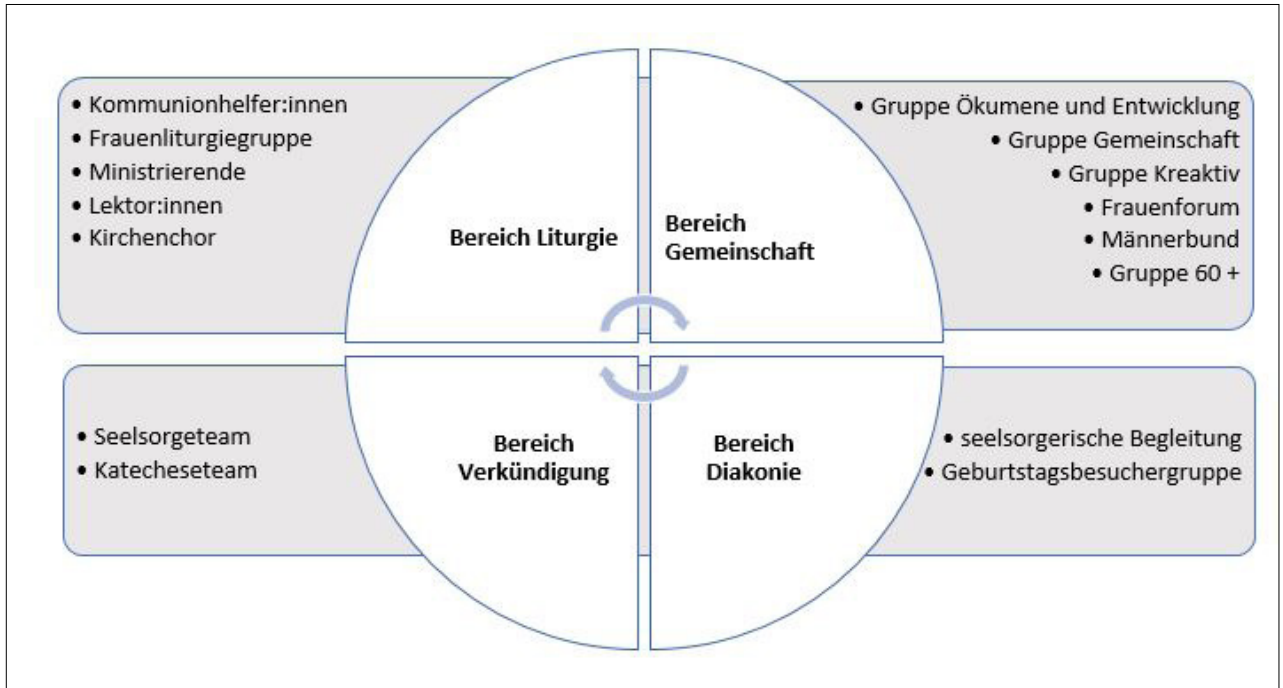 • Kommunionhelfer:innen
• Frauenliturgiegruppe
• Ministrierende
• Lektor:innen
• Kirchenchor
Bereich Liturgie
Bereich
Gemeinschaft
• Gruppe Ökumene und Entwicklung
• Gruppe Gemeinschaft
• Gruppe Kreaktiv
• Frauenforum
• Männerbund
• Gruppe 60 +
• Seelsorgeteam
• Katecheseteam
Bereich
Verkündigung
Bereich
Diakonie
• seelsorgerische Begleitung
• Geburtstagsbesuchergruppe